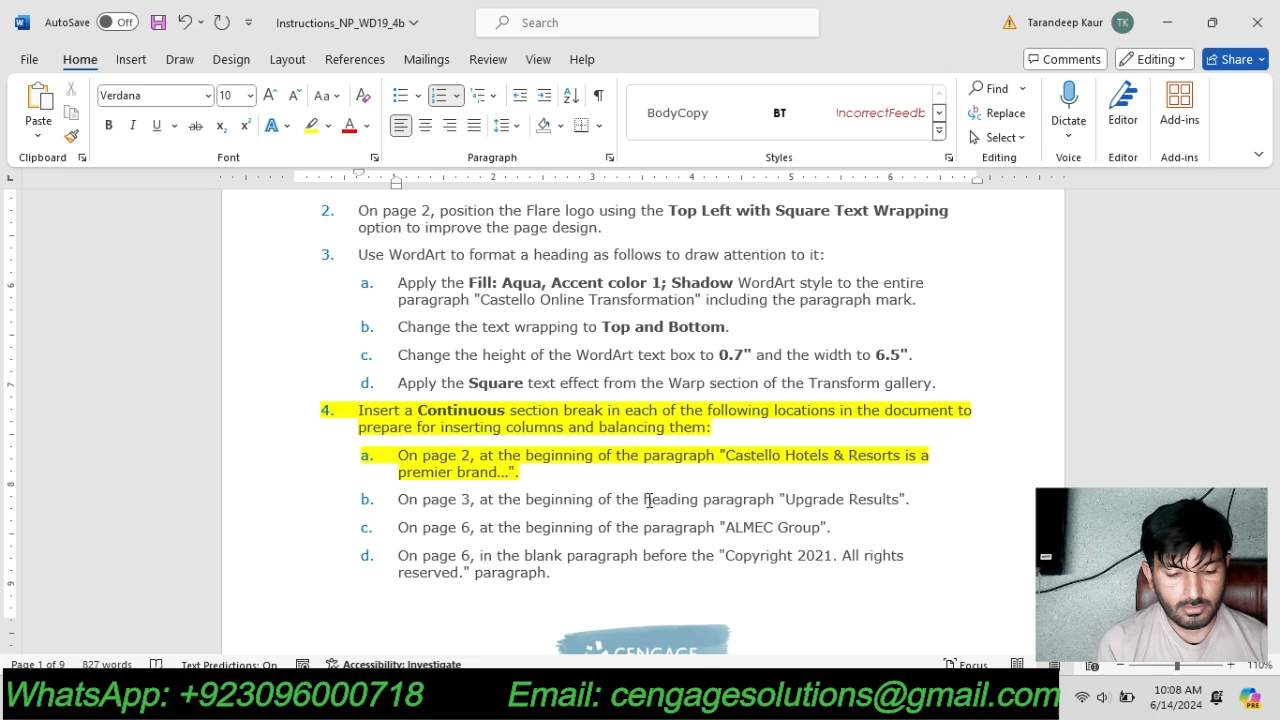 AutoSave Off Instructions_NP_WD19_4b Search Tarandeep Kaur TK
File Home Insert Draw Design Layout References Mailings Review View Help Comments Editing Share
Verdana 10 Aa BodyCopy BT IncorrectFeedb Find
Paste B I U ab x₂ x² A A Replace Dictate Editor Add-ins
Select
Clipboard Font Paragraph Styles Editing Voice Editor Add-ins
1 2 3 4 5 6
2. On page 2, position the Flare logo using the Top Left with Square Text Wrapping
option to improve the page design.
3. Use WordArt to format a heading as follows to draw attention to it:
a. Apply the Fill: Aqua, Accent color 1; Shadow WordArt style to the entire
paragraph "Castello Online Transformation" including the paragraph mark.
b. Change the text wrapping to Top and Bottom.
c. Change the height of the WordArt text box to 0.7" and the width to 6.5".
d. Apply the Square text effect from the Warp section of the Transform gallery.
4. Insert a Continuous section break in each of the following locations in the document to
prepare for inserting columns and balancing them:
a. On page 2, at the beginning of the paragraph "Castello Hotels & Resorts is a
premier brand…".
b. On page 3, at the beginning of the heading paragraph "Upgrade Results".
c. On page 6, at the beginning of the paragraph "ALMEC Group".
d. On page 6, in the blank paragraph before the "Copyright 2021. All rights
reserved." paragraph.
CENGAGE
Page 1 of 9 827 words Text Predictions: On Accessibility: Investigate Focus 110%
WhatsApp: +923096000718 Email: cengagesolutions@gmail.com
10:08 AM
6/14/2024
PRE